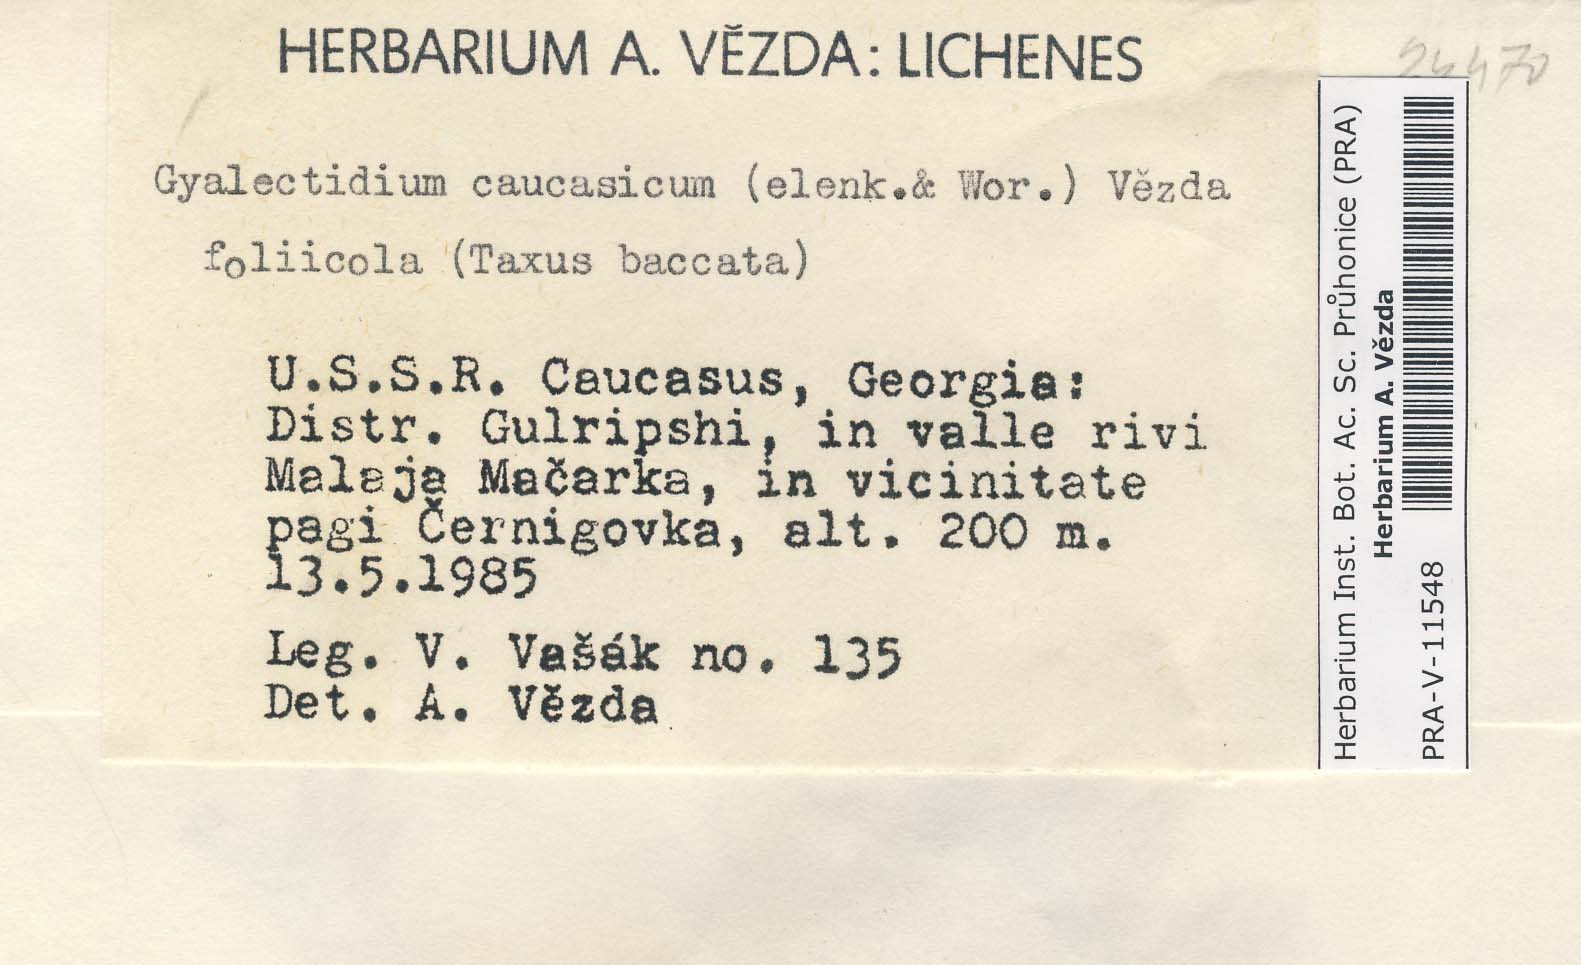 HERBARIUM A. VĚZDA: LICHENES
Gyalectidium caucasicum (elenk.& Wor.) Vězda
foliicola (Taxus baccata)
U.S.S.R. Caucasus, Georgia:
Distr. Gulripshi, in valle rivi
Malaja Mačarka, in vicinitate
pagi Černigovka, alt. 200 m.
13.5.1985
Leg. V. Vašák no. 135
Det. A. Vězda
Herbarium Inst. Bot. Ac. Sc. Průhonice (PRA)
Herbarium A. Vězda
PRA-V-11548